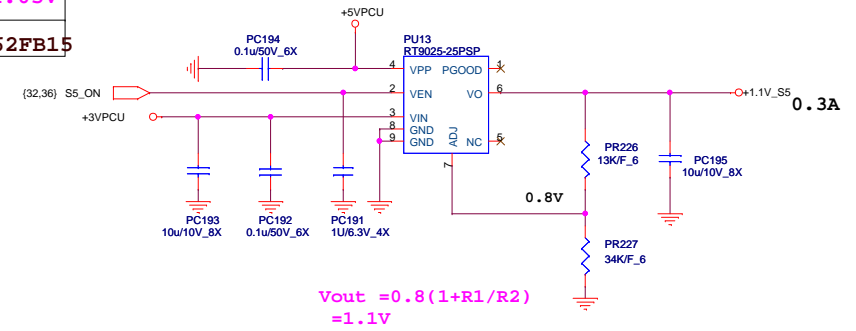 52FB15
+5VPCU
PC194
0.1u/50V_6X
PU13
RT9025-25PSP
4 VPP PGOOD 1
{32,36} S5_ON
2 VEN VO 6
+1.1V_S5
0.3A
+3VPCU
3 VIN
8 GND
9 GND ADJ NC 5
7
PR226
13K/F_6
PC195
10u/10V_8X
0.8V
PC193
10u/10V_8X
PC192
0.1u/50V_6X
PC191
1U/6.3V_4X
PR227
34K/F_6
Vout =0.8(1+R1/R2)
=1.1V